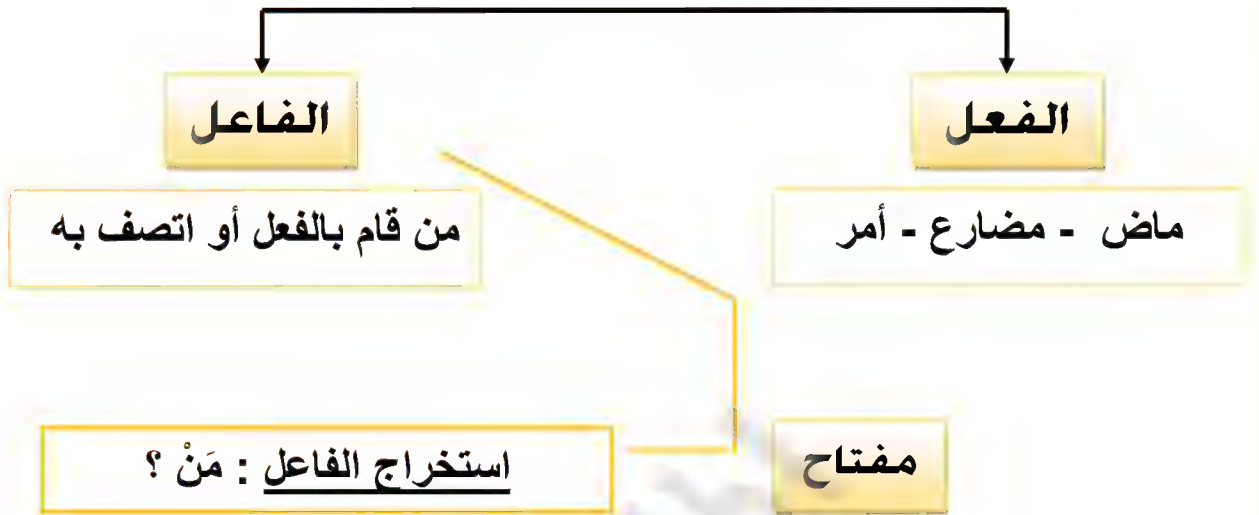 الفعل
الفاعل
ماض - مضارع - أمر
من قام بالفعل أو اتصف به
مفتاح
استخراج الفاعل : مَنْ ؟